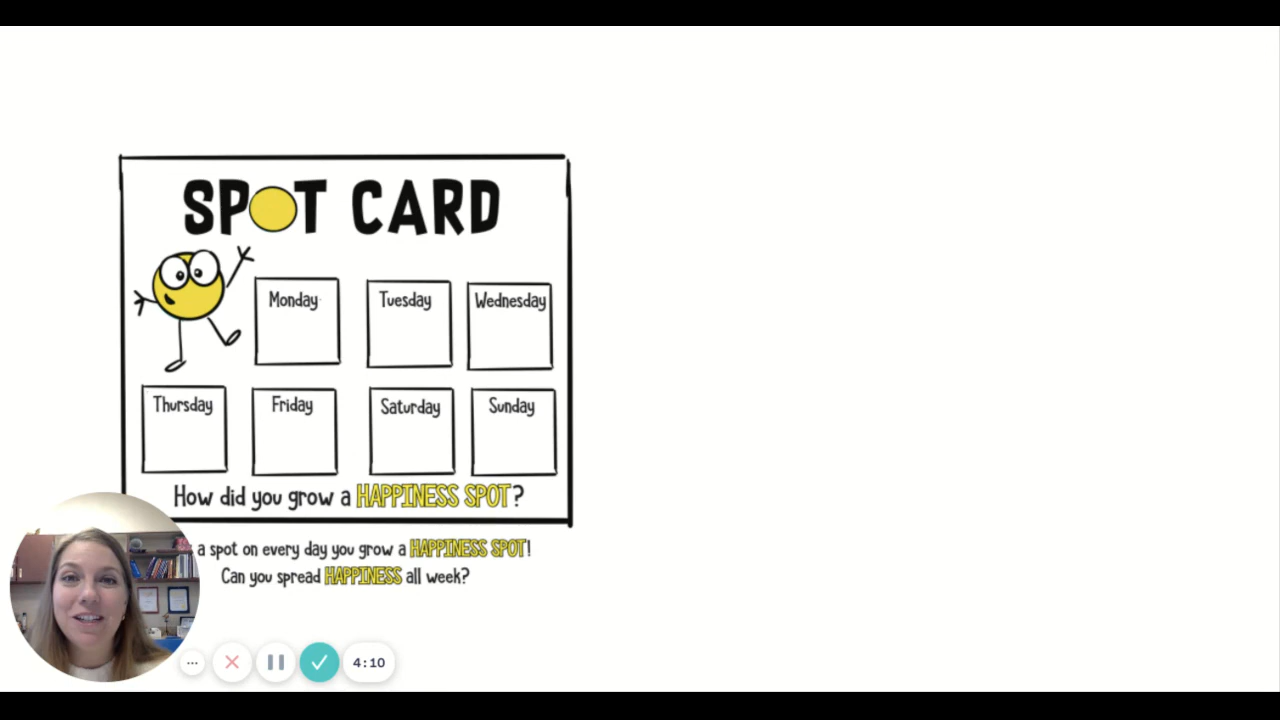 SPOT CARD
Monday Tuesday Wednesday
Thursday Friday Saturday Sunday
How did you grow a HAPPINESS SPOT?
a spot on every day you grow a HAPPINESS SPOT!
Can you spread HAPPINESS all week?
... 4:10